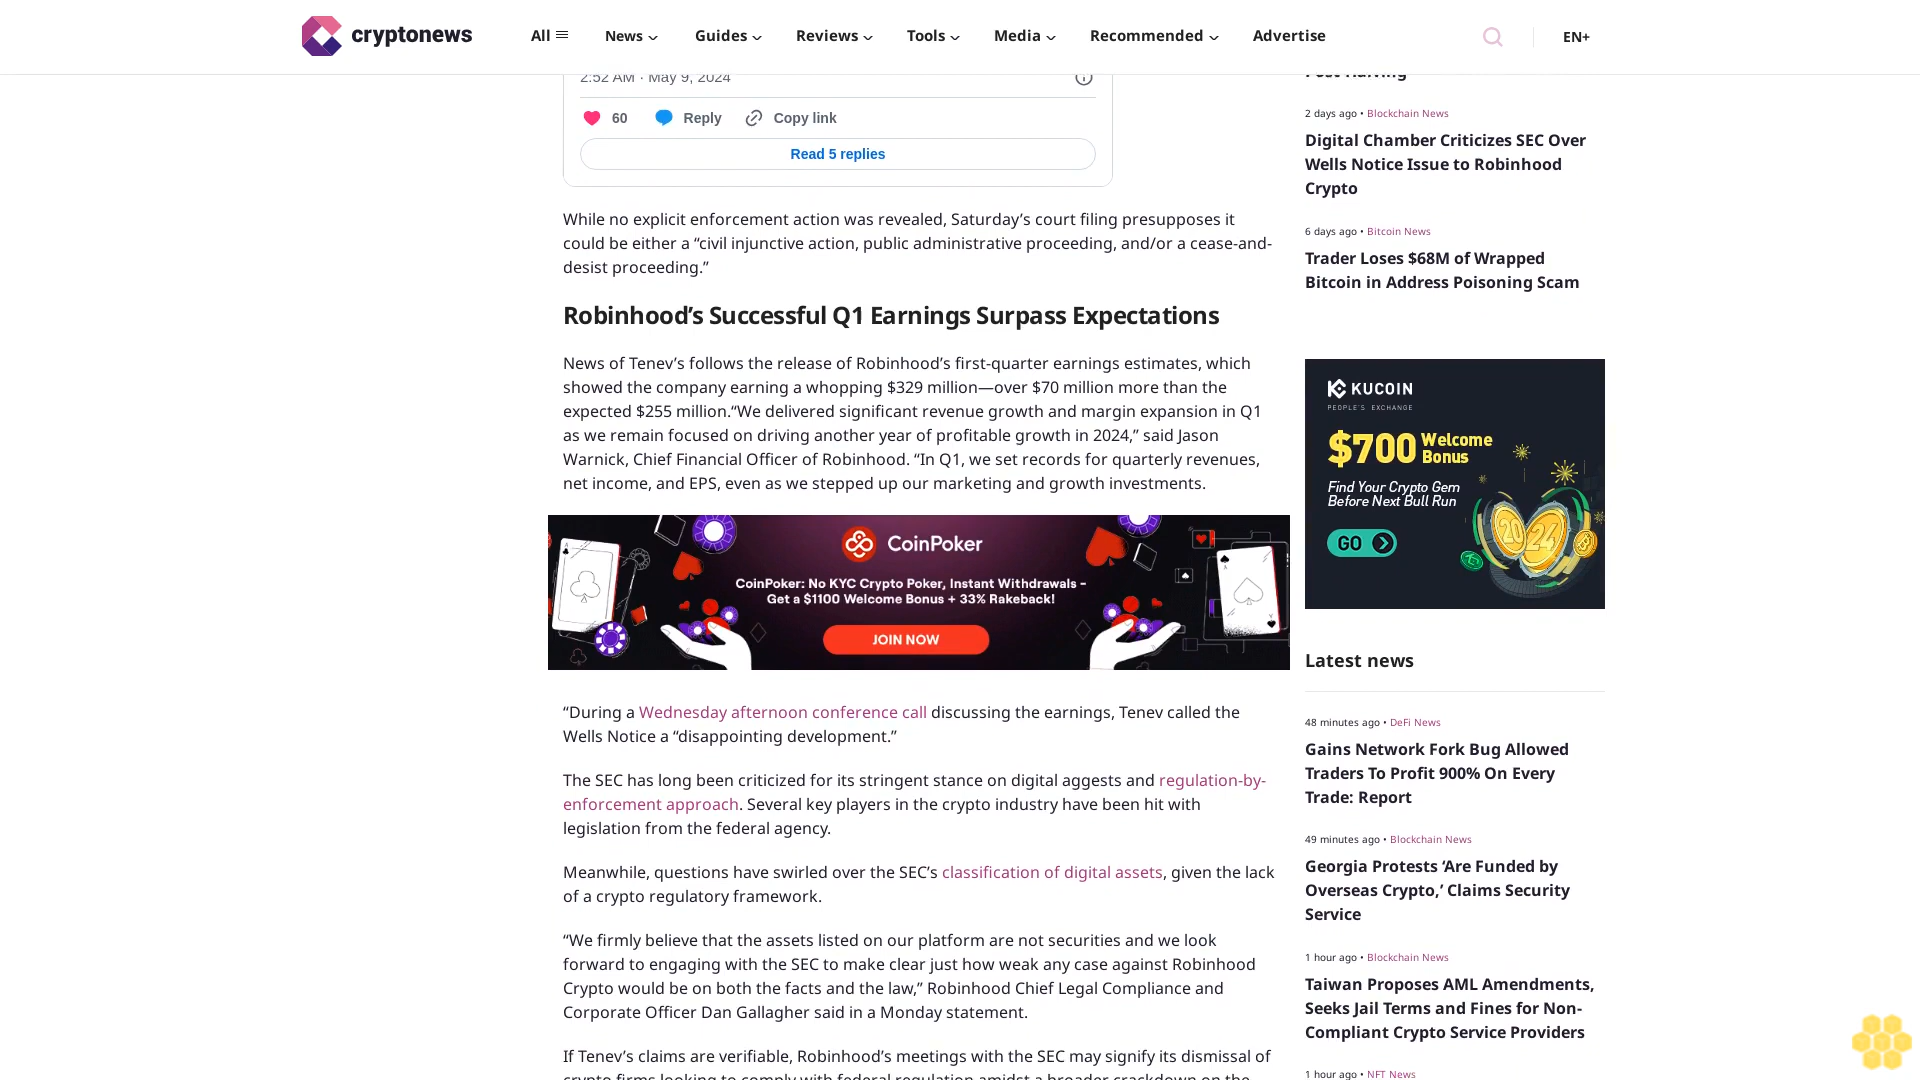 cryptonews
All
News
Guides
Reviews
Tools
Media
Recommended
Advertise
EN+
2:52 AM · May 9, 2024
60
Reply
Copy link
Read 5 replies
While no explicit enforcement action was revealed, Saturday’s court filing presupposes it
could be either a “civil injunctive action, public administrative proceeding, and/or a cease-and-
desist proceeding.”
Robinhood’s Successful Q1 Earnings Surpass Expectations
News of Tenev’s follows the release of Robinhood’s first-quarter earnings estimates, which
showed the company earning a whopping $329 million—over $70 million more than the
expected $255 million.“We delivered significant revenue growth and margin expansion in Q1
as we remain focused on driving another year of profitable growth in 2024,” said Jason
Warnick, Chief Financial Officer of Robinhood. “In Q1, we set records for quarterly revenues,
net income, and EPS, even as we stepped up our marketing and growth investments.
CoinPoker
CoinPoker: No KYC Crypto Poker, Instant Withdrawals -
Get a $1100 Welcome Bonus + 33% Rakeback!
JOIN NOW
“During a Wednesday afternoon conference call discussing the earnings, Tenev called the
Wells Notice a “disappointing development.”
The SEC has long been criticized for its stringent stance on digital aggests and regulation-by-
enforcement approach. Several key players in the crypto industry have been hit with
legislation from the federal agency.
Meanwhile, questions have swirled over the SEC’s classification of digital assets, given the lack
of a crypto regulatory framework.
“We firmly believe that the assets listed on our platform are not securities and we look
forward to engaging with the SEC to make clear just how weak any case against Robinhood
Crypto would be on both the facts and the law,” Robinhood Chief Legal Compliance and
Corporate Officer Dan Gallagher said in a Monday statement.
If Tenev’s claims are verifiable, Robinhood’s meetings with the SEC may signify its dismissal of
crypto firms looking to comply with federal regulation amidst a broader crackdown on the
Post-Halving
2 days ago • Blockchain News
Digital Chamber Criticizes SEC Over
Wells Notice Issue to Robinhood
Crypto
6 days ago • Bitcoin News
Trader Loses $68M of Wrapped
Bitcoin in Address Poisoning Scam
KUCOIN
PEOPLE'S EXCHANGE
$700 Welcome
Bonus
Find Your Crypto Gem
Before Next Bull Run
GO
20 24
Latest news
48 minutes ago • DeFi News
Gains Network Fork Bug Allowed
Traders To Profit 900% On Every
Trade: Report
49 minutes ago • Blockchain News
Georgia Protests ‘Are Funded by
Overseas Crypto,’ Claims Security
Service
1 hour ago • Blockchain News
Taiwan Proposes AML Amendments,
Seeks Jail Terms and Fines for Non-
Compliant Crypto Service Providers
1 hour ago • NFT News